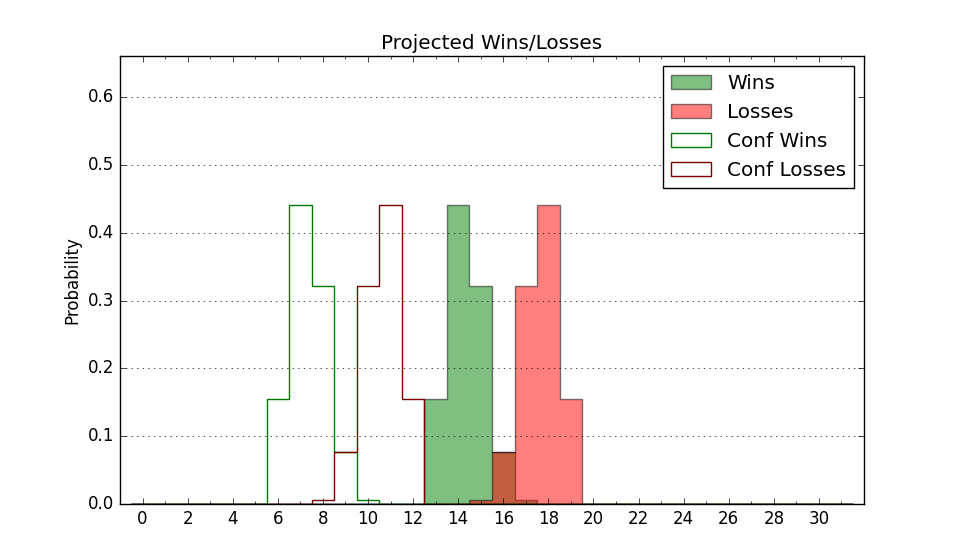 Projected Wins/Losses
Wins
Losses
Conf Wins
Conf Losses
Probability
0.6
0.5
0.4
0.3
0.2
0.1
0.0
0 2 4 6 8 10 12 14 16 18 20 22 24 26 28 30